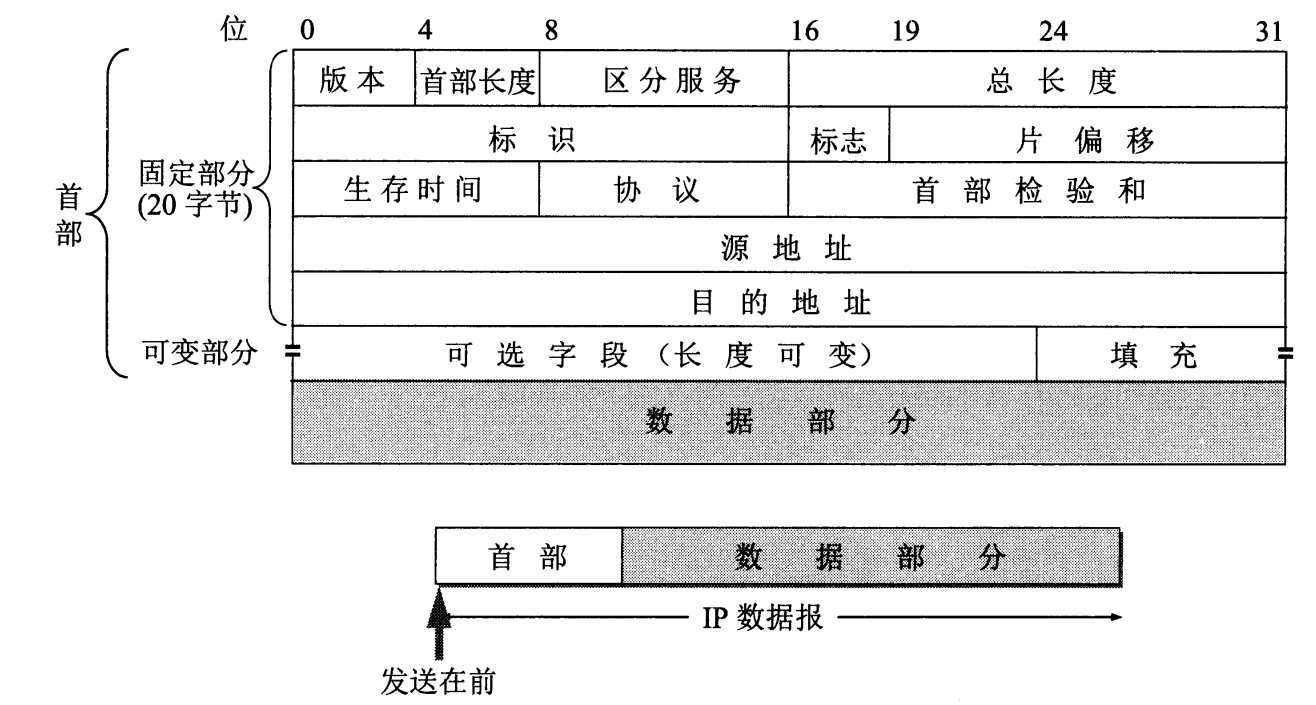 位 0 4 8 16 19 24 31
版本 首部长度 区分服务 总长度
标识 标志 片偏移
固定部分
(20 字节)
生存时间 协议 首部检验和
首部
源地址
目的地址
可变部分 可选字段（长度可变） 填充
数据部分
首部 数据部分
IP 数据报
发送在前